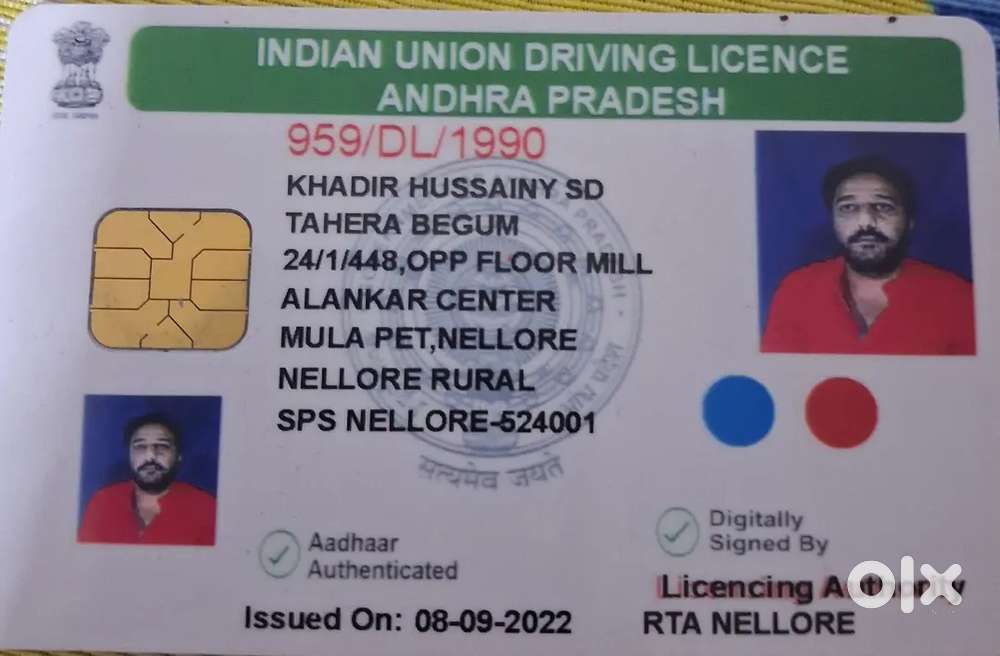 INDIAN UNION DRIVING LICENCE
ANDHRA PRADESH
959/DL/1990
KHADIR HUSSAINY SD
TAHERA BEGUM
24/1/448,OPP FLOOR MILL
ALANKAR CENTER
MULA PET,NELLORE
NELLORE RURAL
SPS NELLORE-524001
PRADESH
सत्यमेव जयते
Aadhaar
Authenticated
Digitally
Signed By
Issued On: 08-09-2022
Licencing Authority
RTA NELLORE
olx